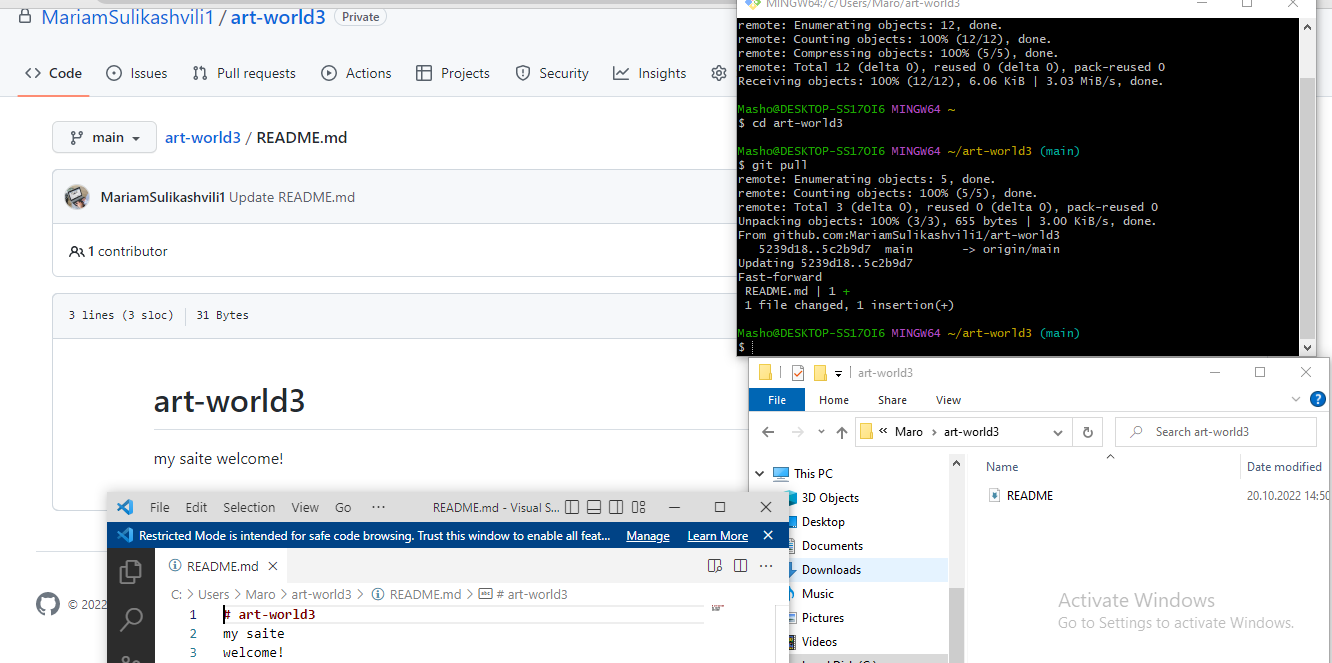 MariamSulikashvili1 / art-world3 Private
Code Issues Pull requests Actions Projects Security Insights
main art-world3 / README.md
MariamSulikashvili1 Update README.md
1 contributor
3 lines (3 sloc) 31 Bytes
art-world3
my saite welcome!
© 2022
MINGW64:/c/Users/Maro/art-world3
remote: Enumerating objects: 12, done.
remote: Counting objects: 100% (12/12), done.
remote: Compressing objects: 100% (5/5), done.
remote: Total 12 (delta 0), reused 0 (delta 0), pack-reused 0
Receiving objects: 100% (12/12), 6.06 KiB | 3.03 MiB/s, done.
Masho@DESKTOP-SS17OI6 MINGW64 ~
$ cd art-world3
Masho@DESKTOP-SS17OI6 MINGW64 ~/art-world3 (main)
$ git pull
remote: Enumerating objects: 5, done.
remote: Counting objects: 100% (5/5), done.
remote: Total 3 (delta 0), reused 0 (delta 0), pack-reused 0
Unpacking objects: 100% (3/3), 655 bytes | 3.00 KiB/s, done.
From github.com:MariamSulikashvili1/art-world3
5239d18..5c2b9d7 main -> origin/main
Updating 5239d18..5c2b9d7
Fast-forward
README.md | 1 +
1 file changed, 1 insertion(+)
Masho@DESKTOP-SS17OI6 MINGW64 ~/art-world3 (main)
$
art-world3
File Home Share View
« Maro > art-world3 Search art-world3
This PC
3D Objects
Desktop
Documents
Downloads
Music
Pictures
Videos
Local Disk (C:)
Name Date modified
README 20.10.2022 14:50
Activate Windows
Go to Settings to activate Windows.
File Edit Selection View Go ··· README.md - Visual S...
Restricted Mode is intended for safe code browsing. Trust this window to enable all feat... Manage Learn More
README.md
C: > Users > Maro > art-world3 > README.md > # art-world3
1 # art-world3
2 my saite
3 welcome!